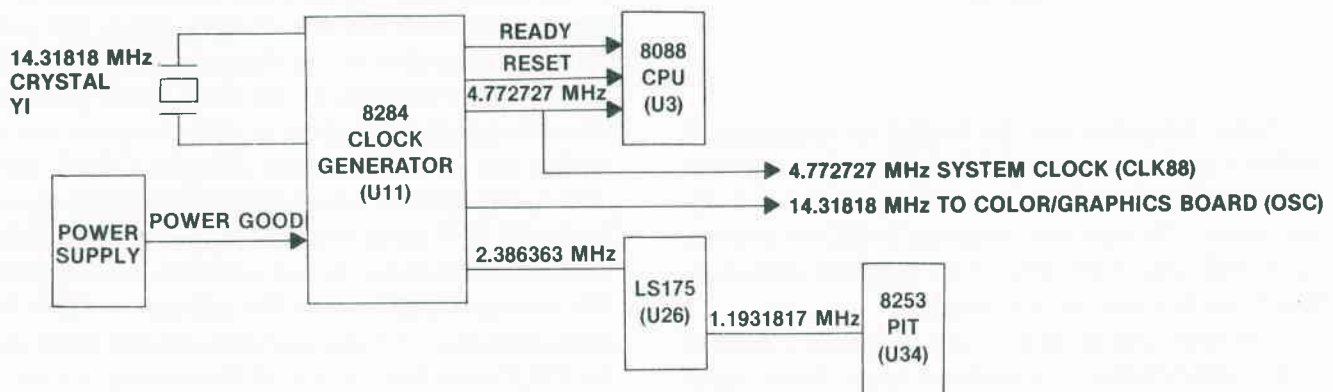 14.31818 MHz
CRYSTAL
YI
POWER
SUPPLY
POWER GOOD
8284
CLOCK
GENERATOR
(U11)
READY
RESET
4.772727 MHz
8088
CPU
(U3)
4.772727 MHz SYSTEM CLOCK (CLK88)
14.31818 MHz TO COLOR/GRAPHICS BOARD (OSC)
2.386363 MHz
LS175
(U26)
1.1931817 MHz
8253
PIT
(U34)